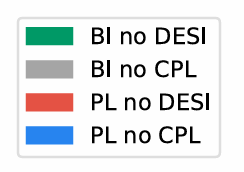 BI no DESI
BI no CPL
PL no DESI
PL no CPL